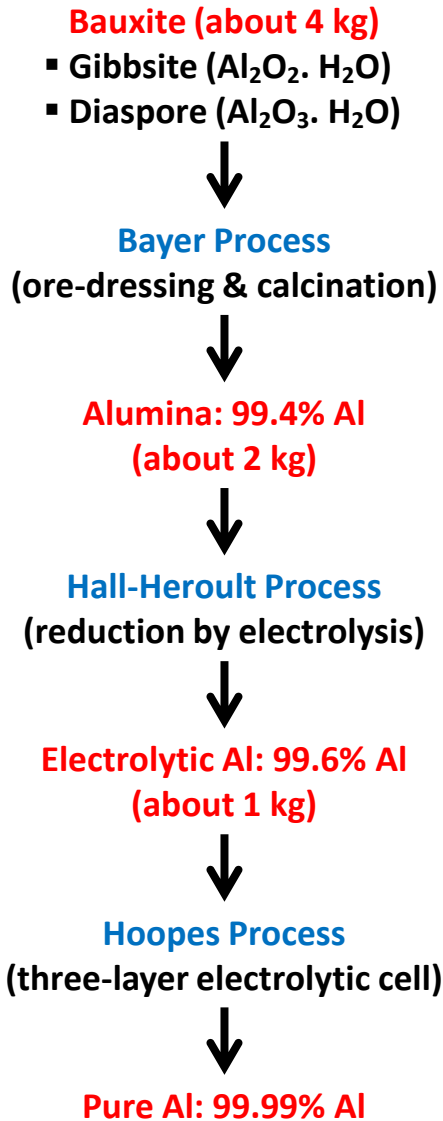 Bauxite (about 4 kg)
▪ Gibbsite (Al₂O₂. H₂O)
▪ Diaspore (Al₂O₃. H₂O)
Bayer Process
(ore-dressing & calcination)
Alumina: 99.4% Al
(about 2 kg)
Hall-Heroult Process
(reduction by electrolysis)
Electrolytic Al: 99.6% Al
(about 1 kg)
Hoopes Process
(three-layer electrolytic cell)
Pure Al: 99.99% Al